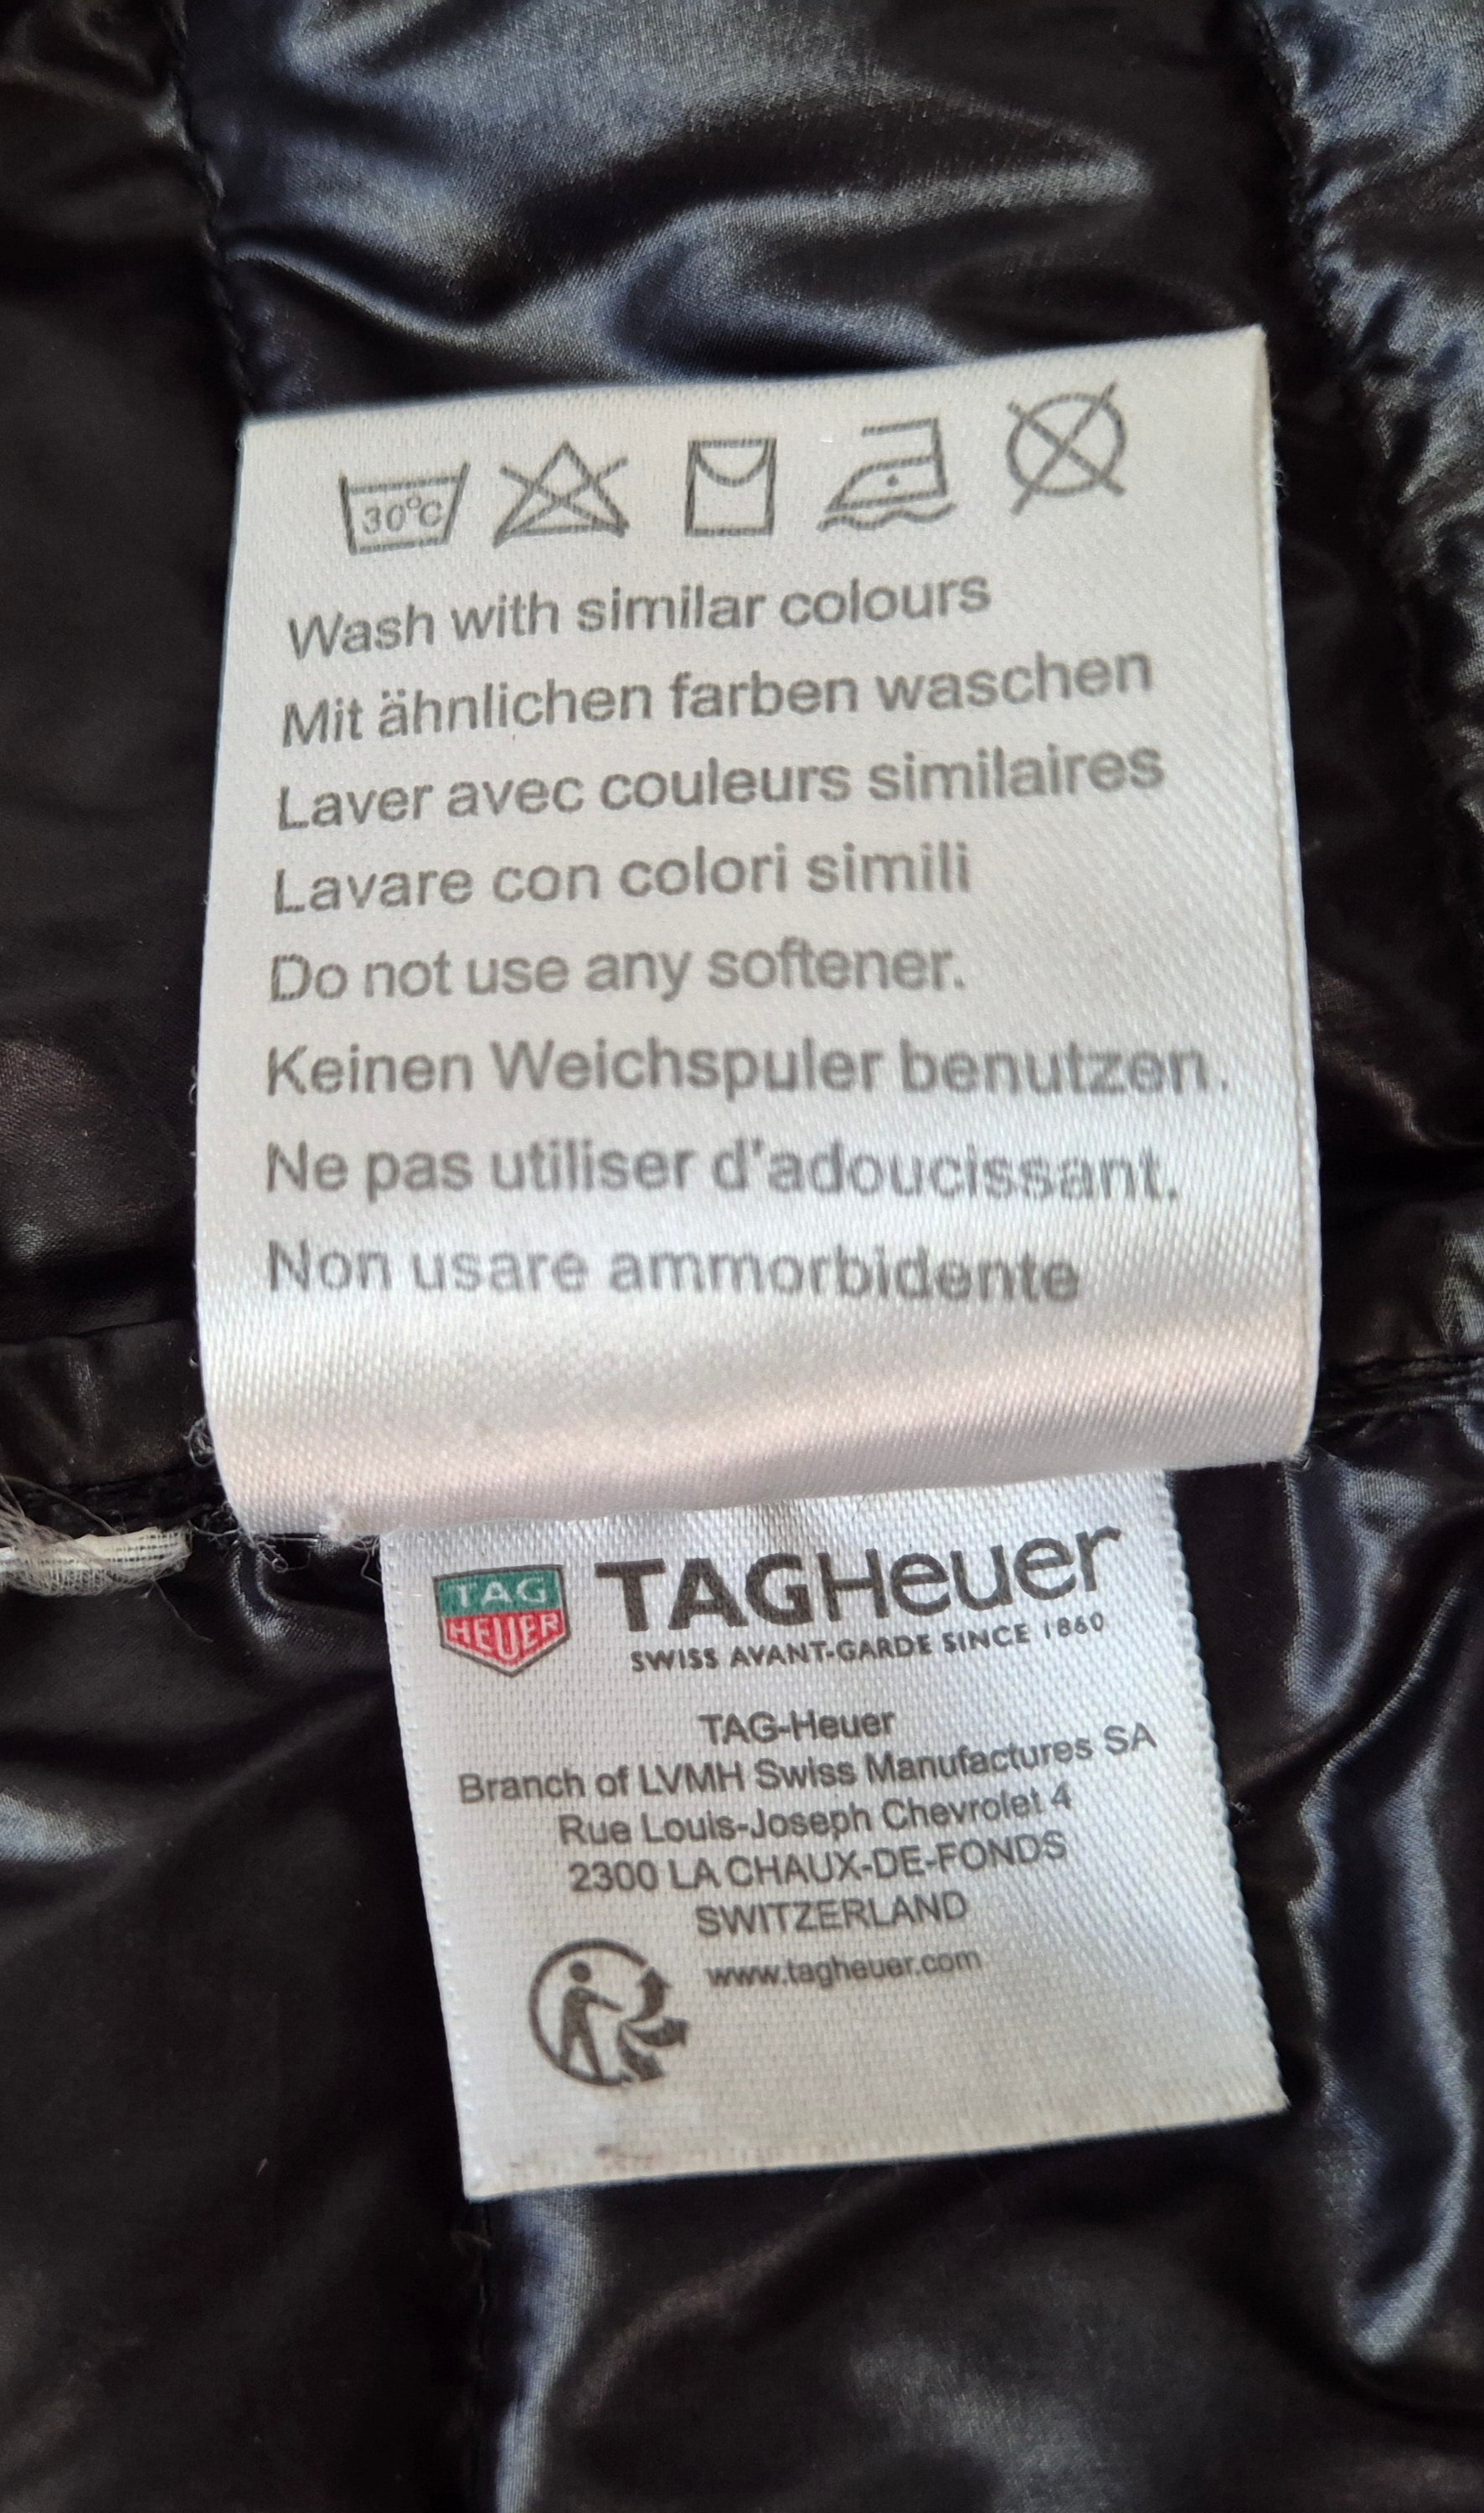 30°C
Wash with similar colours
Mit ähnlichen farben waschen
Laver avec couleurs similaires
Lavare con colori simili
Do not use any softener.
Keinen Weichspuler benutzen.
Ne pas utiliser d'adoucissant.
Non usare ammorbidente
TAG
HEUER
TAGHeuer
SWISS AVANT-GARDE SINCE 1860
TAG-Heuer
Branch of LVMH Swiss Manufactures SA
Rue Louis-Joseph Chevrolet 4
2300 LA CHAUX-DE-FONDS
SWITZERLAND
www.tagheuer.com